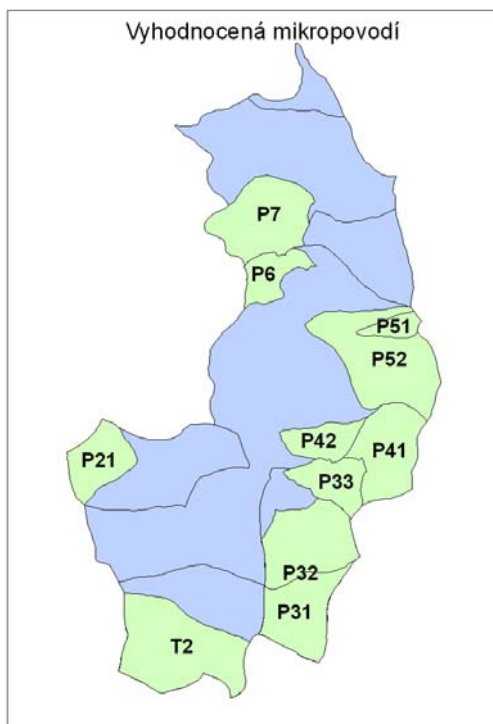 Vyhodnocená mikropovodí
P7
P6
P51
P52
P42
P41
P21
P33
P32
P31
T2